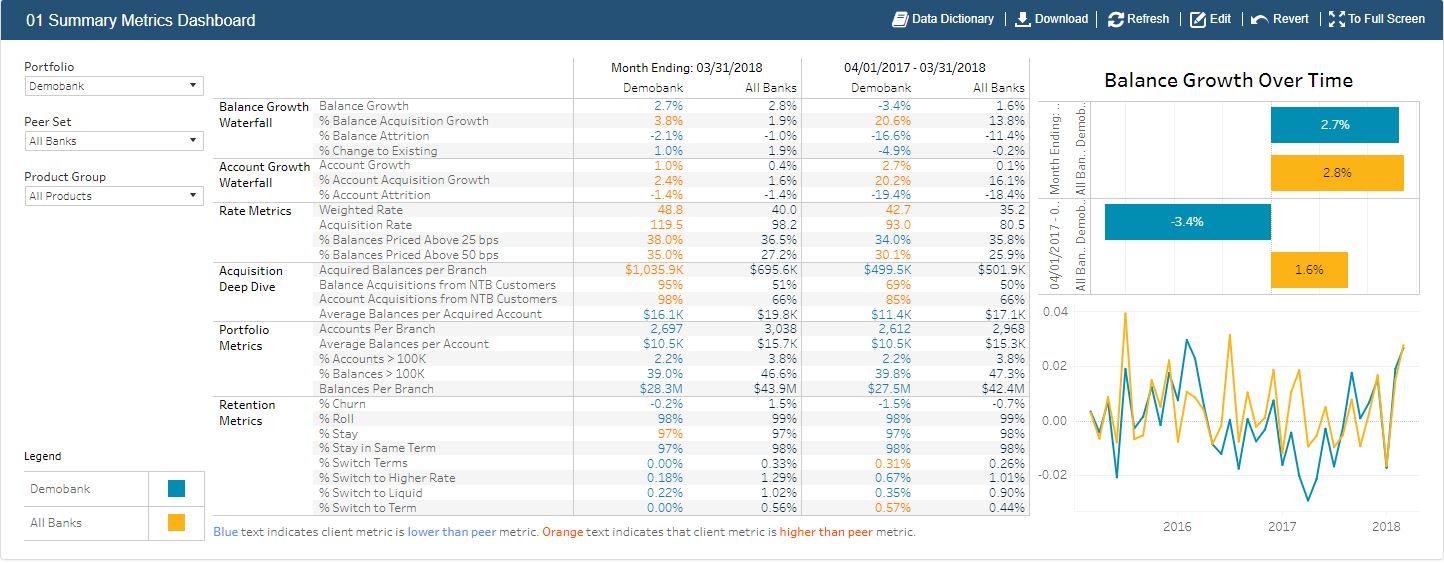 01 Summary Metrics Dashboard
Data Dictionary | Download | Refresh | Edit | Revert | To Full Screen
Portfolio
Demobank
Peer Set
All Banks
Product Group
All Products
Legend
Demobank
All Banks
Month Ending: 03/31/2018 04/01/2017 - 03/31/2018
Demobank All Banks Demobank All Banks
Balance Growth Waterfall
Balance Growth 2.7% 2.8% -3.4% 1.6%
% Balance Acquisition Growth 3.8% 1.9% 20.6% 13.8%
% Balance Attrition -2.1% -1.0% -16.6% -11.4%
% Change to Existing 1.0% 1.9% -4.9% -0.2%
Account Growth Waterfall
Account Growth 1.0% 0.4% 2.7% 0.1%
% Account Acquisition Growth 2.4% 1.6% 20.2% 16.1%
% Account Attrition -1.4% -1.4% -19.4% -18.4%
Rate Metrics
Weighted Rate 48.8 40.0 42.7 35.2
Acquisition Rate 119.5 98.2 93.0 80.5
% Balances Priced Above 25 bps 38.0% 36.5% 34.0% 35.8%
% Balances Priced Above 50 bps 35.0% 27.2% 30.1% 25.9%
Acquisition Deep Dive
Acquired Balances per Branch $1,035.9K $695.6K $499.5K $501.9K
Balance Acquisitions from NTB Customers 95% 51% 69% 50%
Account Acquisitions from NTB Customers 98% 66% 85% 66%
Average Balances per Acquired Account $16.1K $19.8K $11.4K $17.1K
Portfolio Metrics
Accounts Per Branch 2,697 3,038 2,612 2,968
Average Balances per Account $10.5K $15.7K $10.5K $15.3K
% Accounts > 100K 2.2% 3.8% 2.2% 3.8%
% Balances > 100K 39.0% 46.6% 39.8% 47.3%
Balances Per Branch $28.3M $43.9M $27.5M $42.4M
Retention Metrics
% Churn -0.2% 1.5% -1.5% -0.7%
% Roll 98% 99% 98% 99%
% Stay 97% 97% 97% 98%
% Stay in Same Term 97% 98% 98% 98%
% Switch Terms 0.00% 0.33% 0.31% 0.26%
% Switch to Higher Rate 0.18% 1.29% 0.67% 1.01%
% Switch to Liquid 0.22% 1.02% 0.35% 0.90%
% Switch to Term 0.00% 0.56% 0.57% 0.44%
Blue text indicates client metric is lower than peer metric. Orange text indicates that client metric is higher than peer metric.
Balance Growth Over Time
Month Ending: ..
Demob..
All Ban..
2.7%
2.8%
04/01/2017 - 0..
Demob..
All Ban..
-3.4%
1.6%
0.04
0.02
0.00
-0.02
2016 2017 2018